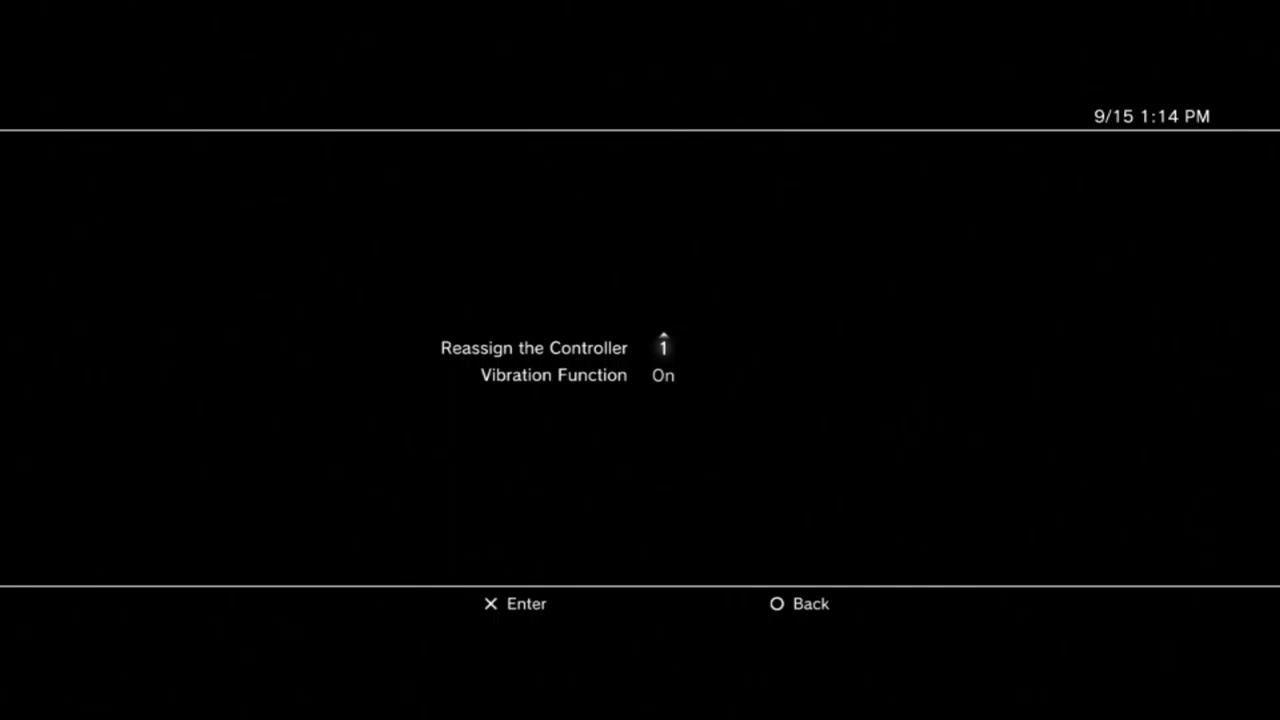 9/15 1:14 PM
Reassign the Controller 1
Vibration Function On
Enter Back